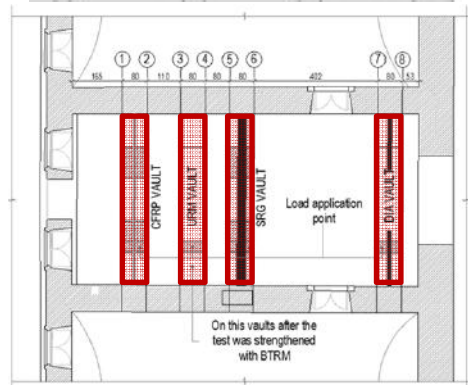 1 2 3 4 5 6 7 8
165 80 110 80 80 80 402 80 53
CFRP VAULT
URM VAULT
SRG VAULT
DIA VAULT
Load application
point
On this vaults after the
test was strengthened
with BTRM